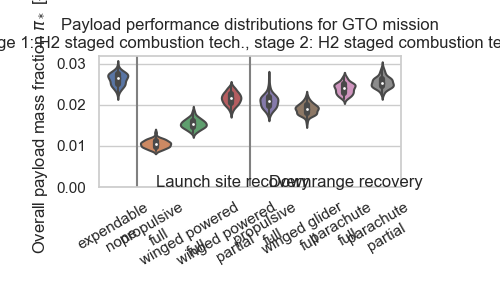 Payload performance distributions for GTO mission
ge 1: H2 staged combustion tech., stage 2: H2 staged combustion te
Overall payload mass fraction π* [
0.03
0.02
0.01
0.00
Launch site recovery
Downrange recovery
expendable
none
propulsive
full
winged powered
full
winged powered
partial
propulsive
full
winged glider
full
parachute
full
parachute
partial